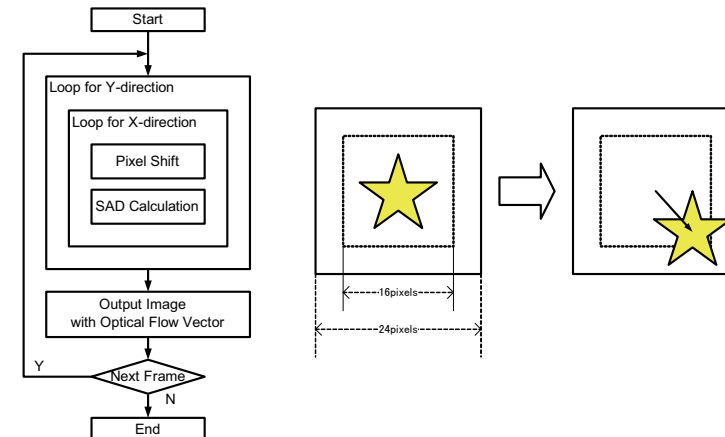 Start
Loop for Y-direction
Loop for X-direction
Pixel Shift
SAD Calculation
Output Image
with Optical Flow Vector
Y
Next Frame
N
End
16pixels
24pixels